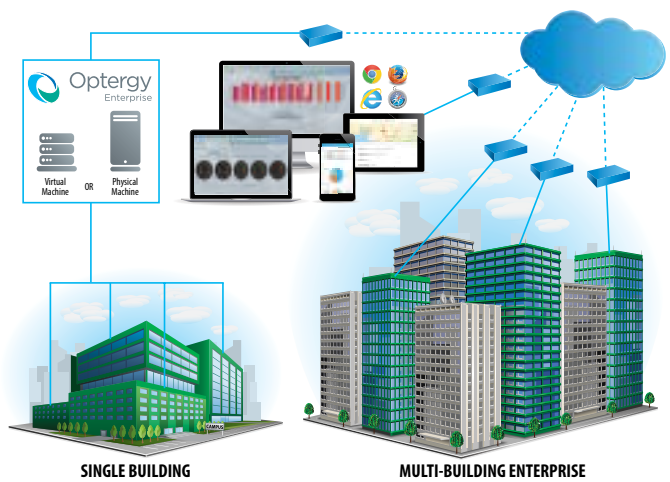 Optergy
Enterprise
Virtual
Machine
OR
Physical
Machine
CAMPUS
SINGLE BUILDING
MULTI-BUILDING ENTERPRISE